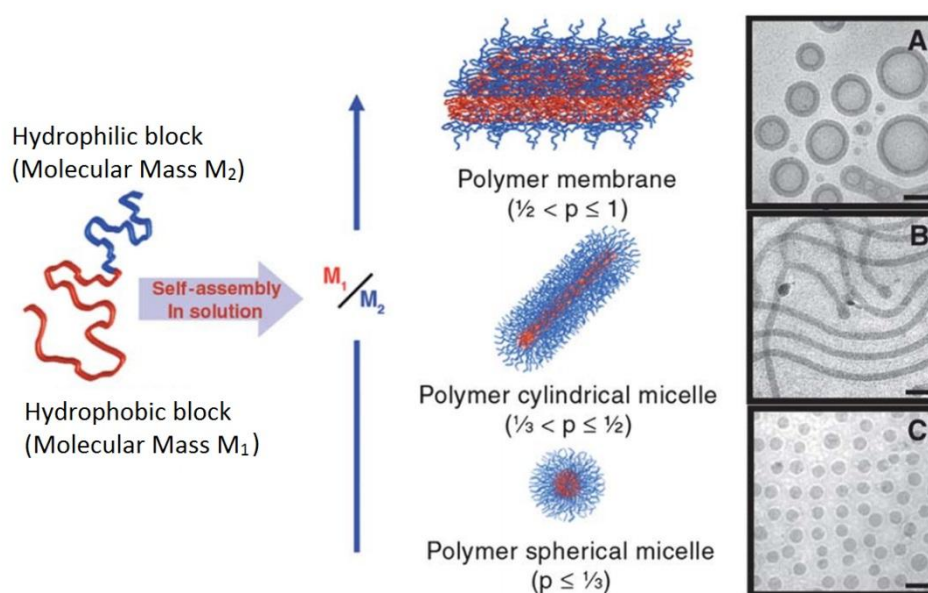 Hydrophilic block
(Molecular Mass M₂)
Self-assembly
In solution
Hydrophobic block
(Molecular Mass M₁)
M₁
M₂
Polymer membrane
(½ < p ≤ 1)
Polymer cylindrical micelle
(⅓ < p ≤ ½)
Polymer spherical micelle
(p ≤ ⅓)
A
B
C